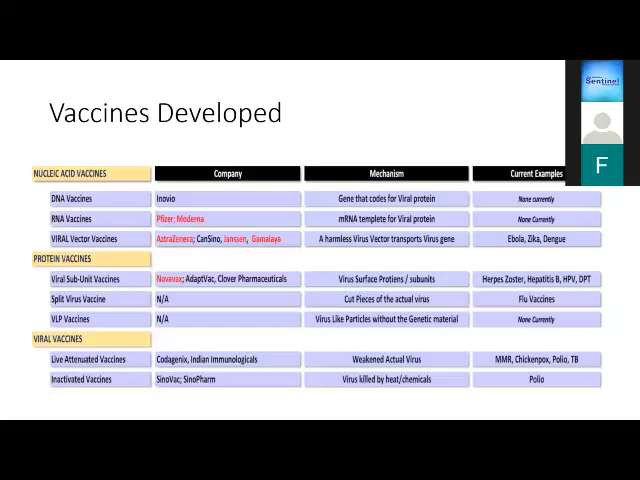 Sentinel
Vaccines Developed
F
NUCLEIC ACID VACCINES Company Mechanism Current Examples
DNA Vaccines Inovio Gene that codes for Viral protein None currently
RNA Vaccines Pfizer: Moderna mRNA templete for Viral protein None Currently
VIRAL Vector Vaccines AstraZeneca; CanSino, Janssen, Gamalaya A harmless Virus Vector transports Virus gene Ebola, Zika, Dengue
PROTEIN VACCINES
Viral Sub-Unit Vaccines Novavax; AdaptVac, Clover Pharmaceuticals Virus Surface Protiens / subunits Herpes Zoster, Hepatitis B, HPV, DPT
Split Virus Vaccine N/A Cut Pieces of the actual virus Flu Vaccines
VLP Vaccines N/A Virus Like Particles without the Genetic material None Currently
VIRAL VACCINES
Live Attenuated Vaccines Codagenix, Indian Immunologicals Weakened Actual Virus MMR, Chickenpox, Polio, TB
Inactivated Vaccines SinoVac; SinoPharm Virus killed by heat/chemicals Polio